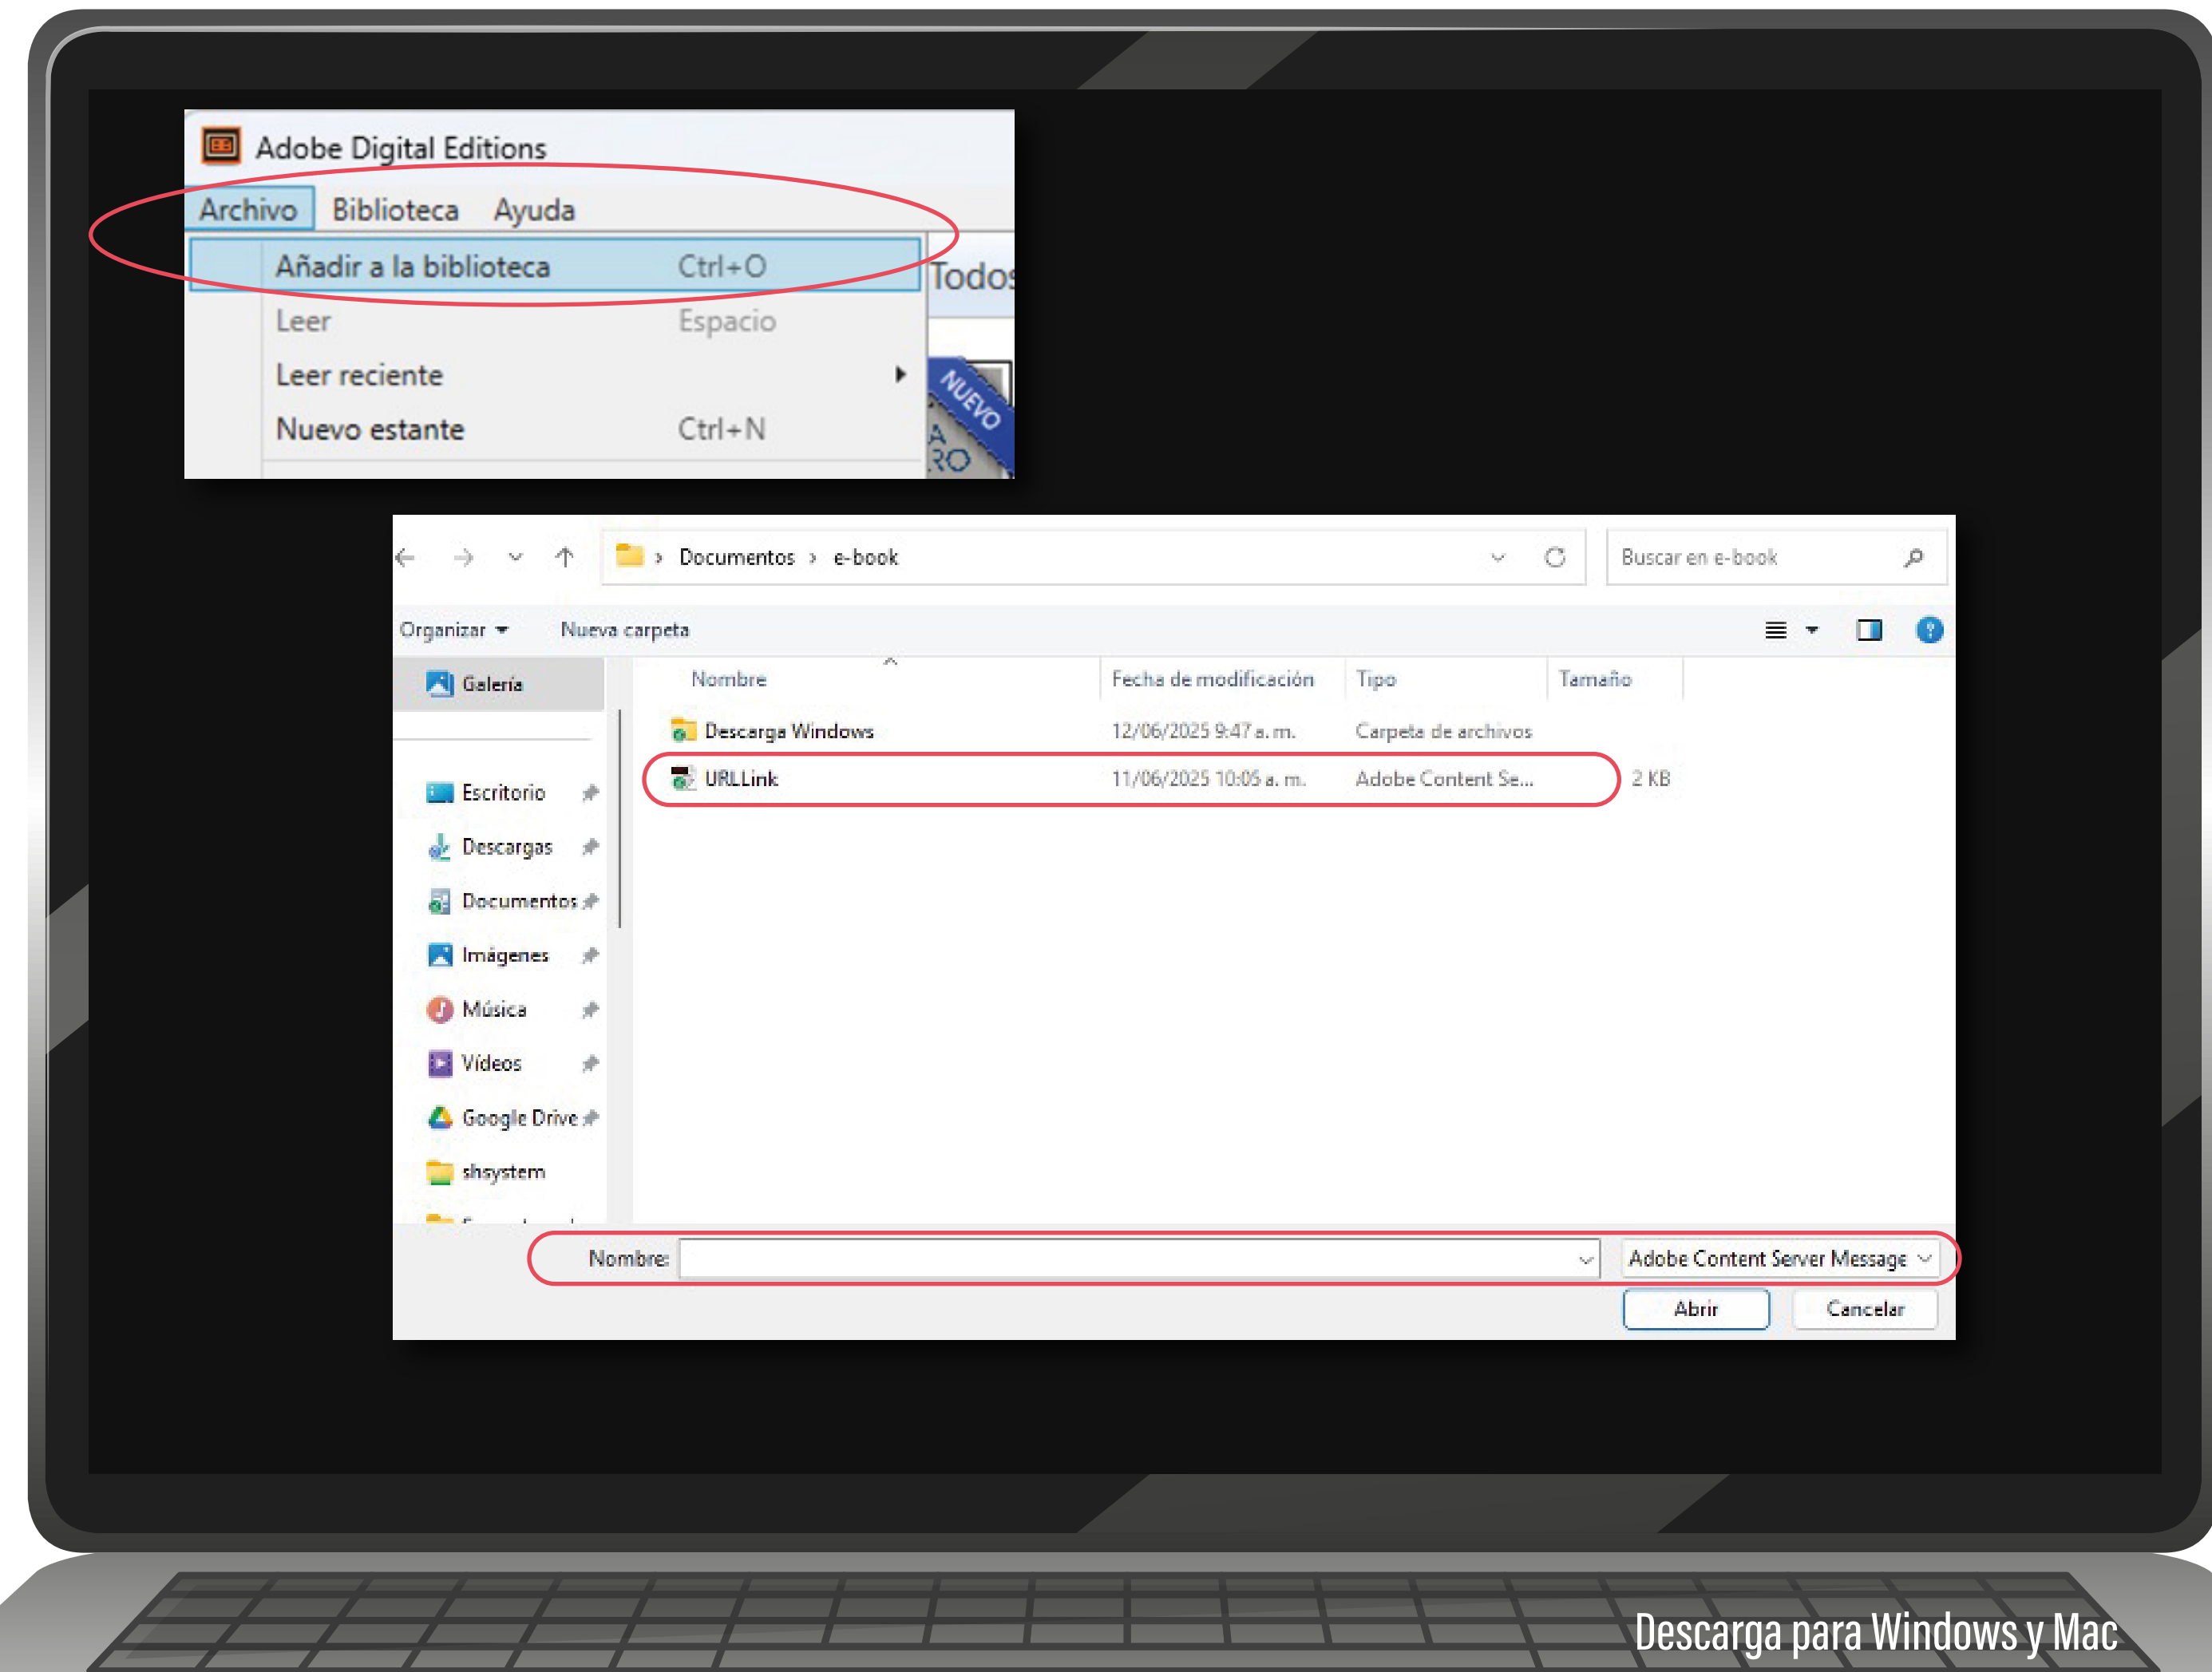 Adobe Digital Editions
Archivo Biblioteca Ayuda
Añadir a la biblioteca Ctrl+O
Todos
Leer Espacio
Leer reciente
NUEVO
Nuevo estante Ctrl+N
A
RO
Documentos › e-book
Buscar en e-book
Organizar Nueva carpeta
Galería
Nombre Fecha de modificación Tipo Tamaño
Descarga Windows 12/06/2025 9:47 a. m. Carpeta de archivos
URLLink 11/06/2025 10:05 a. m. Adobe Content Se... 2 KB
Escritorio
Descargas
Documentos
Imágenes
Música
Vídeos
Google Drive
shsystem
Nombre: Adobe Content Server Message
Abrir Cancelar
Descarga para Windows y Mac